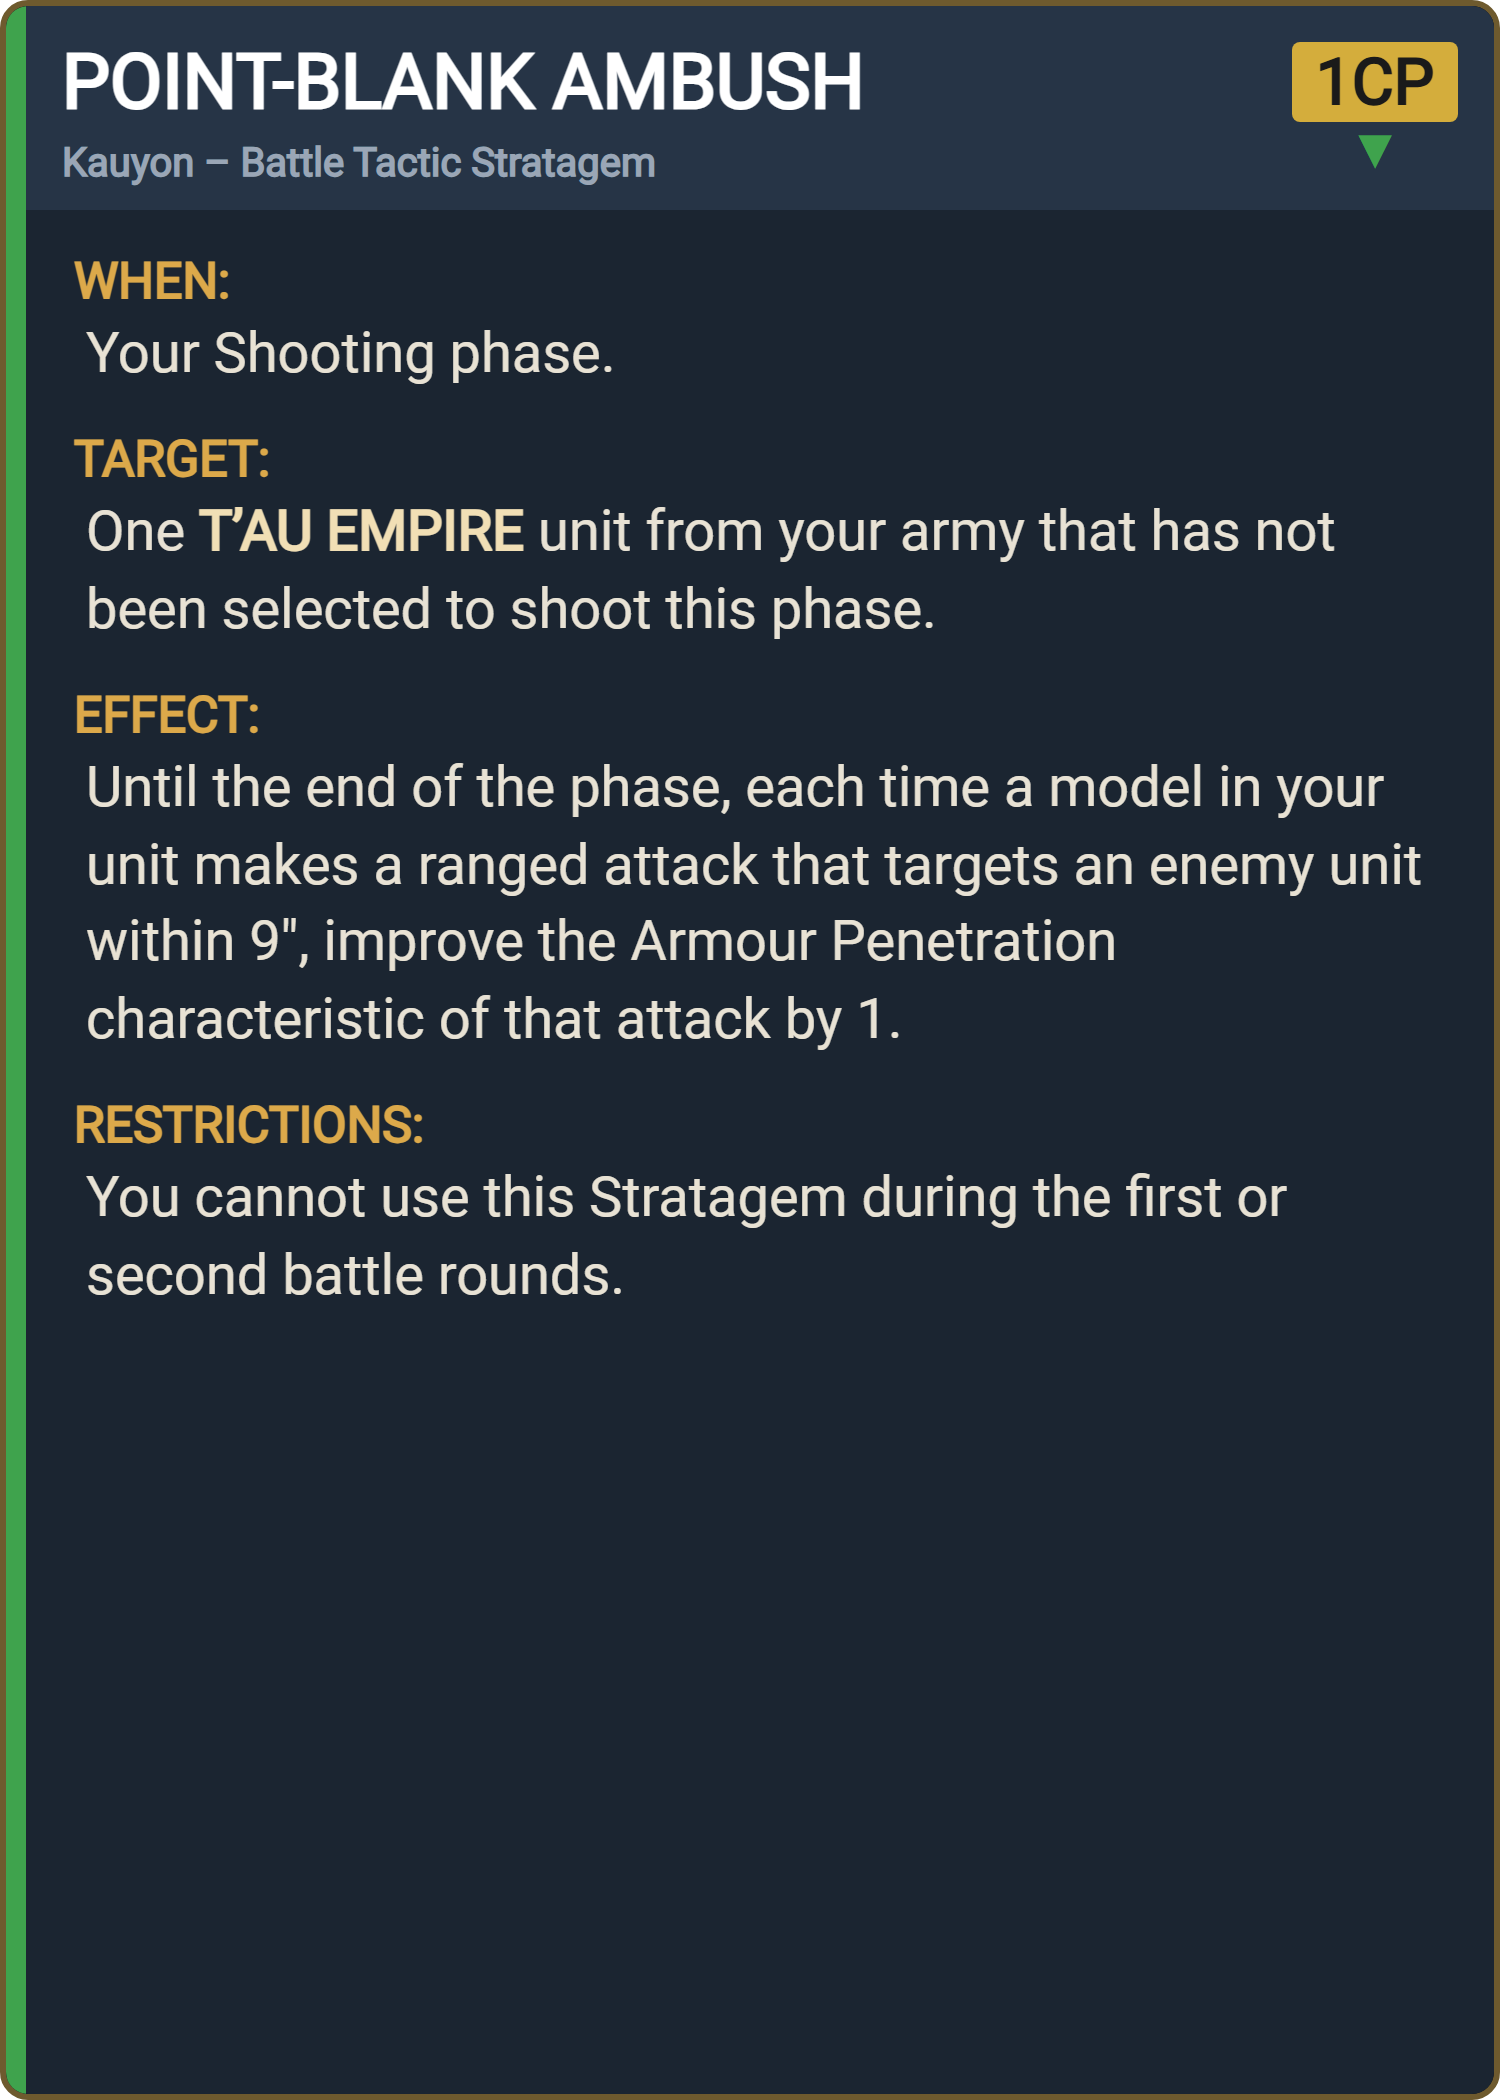 POINT-BLANK AMBUSH
1CP
Kauyon – Battle Tactic Stratagem
WHEN:
Your Shooting phase.
TARGET:
One T’AU EMPIRE unit from your army that has not
been selected to shoot this phase.
EFFECT:
Until the end of the phase, each time a model in your
unit makes a ranged attack that targets an enemy unit
within 9", improve the Armour Penetration
characteristic of that attack by 1.
RESTRICTIONS:
You cannot use this Stratagem during the first or
second battle rounds.